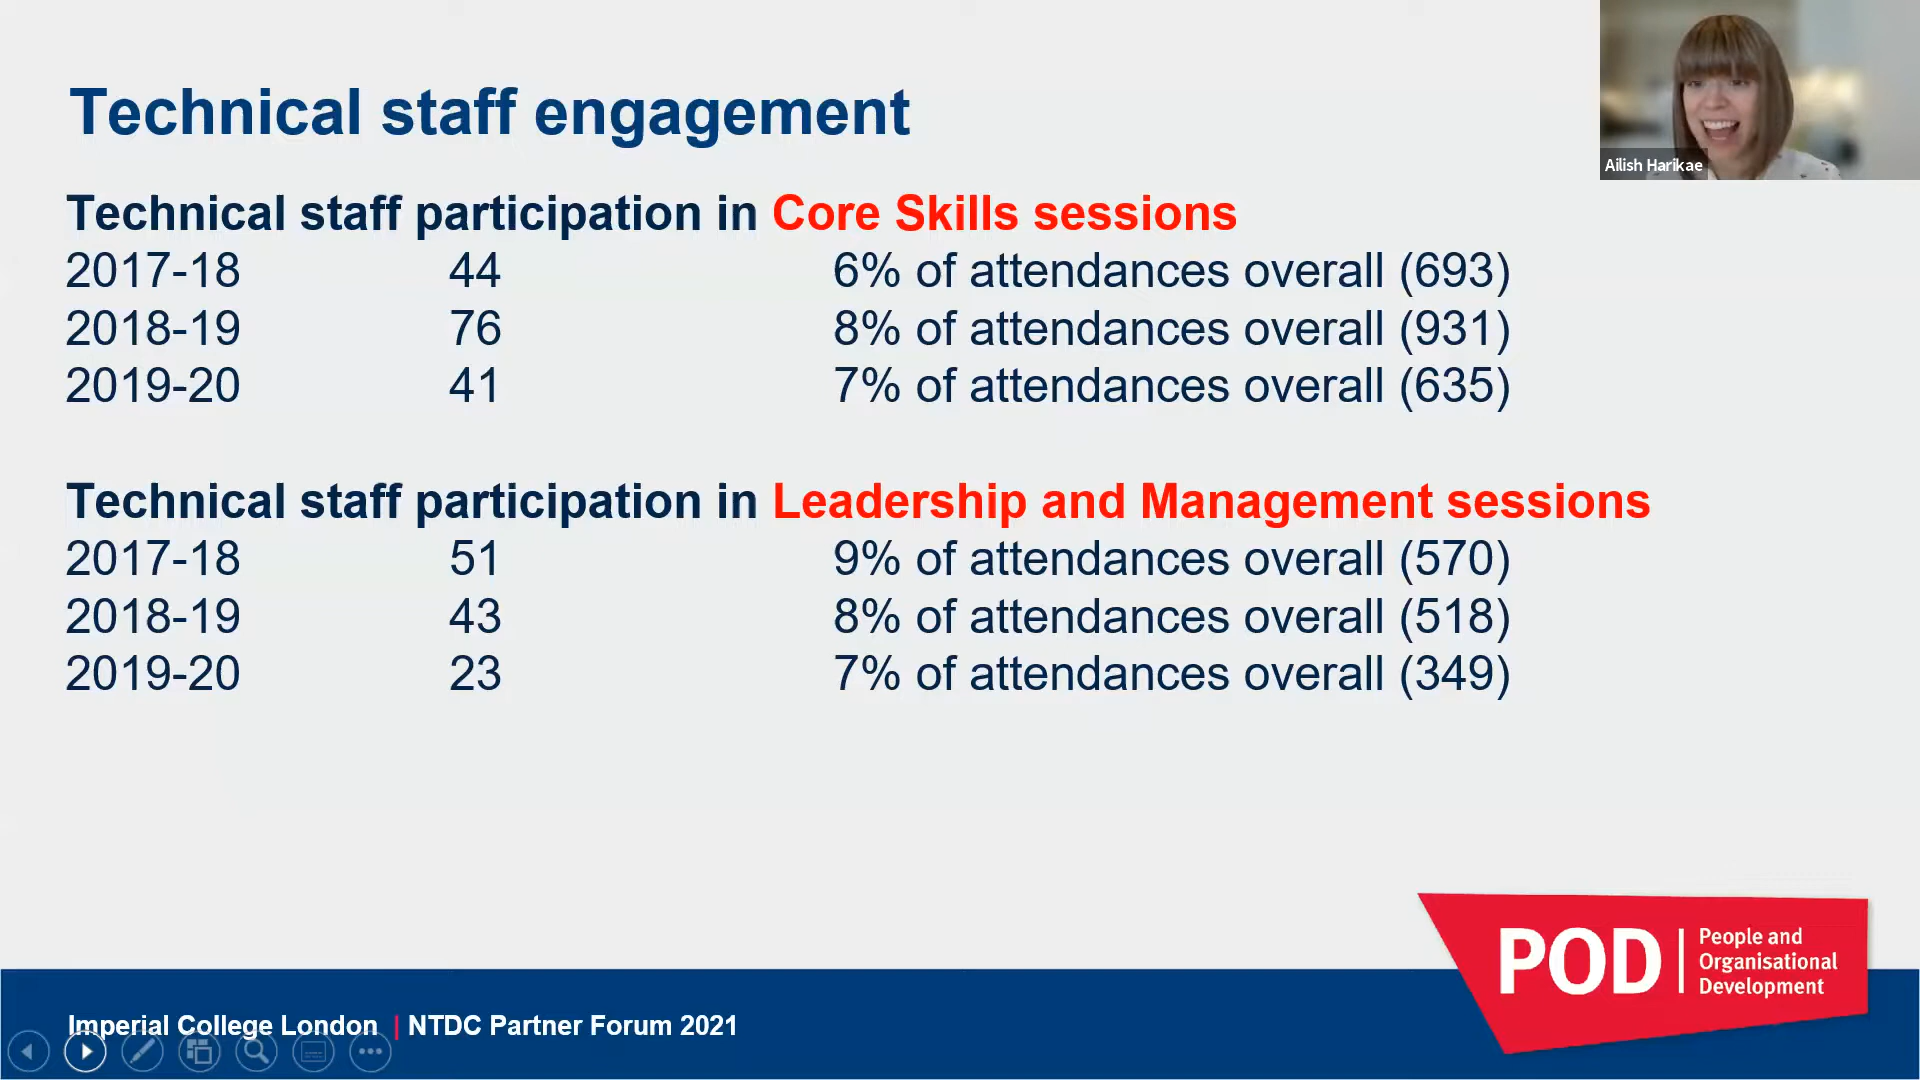 Technical staff engagement
Ailish Harikae
Technical staff participation in Core Skills sessions
2017-18 44 6% of attendances overall (693)
2018-19 76 8% of attendances overall (931)
2019-20 41 7% of attendances overall (635)
Technical staff participation in Leadership and Management sessions
2017-18 51 9% of attendances overall (570)
2018-19 43 8% of attendances overall (518)
2019-20 23 7% of attendances overall (349)
POD | People and
Organisational
Development
Imperial College London | NTDC Partner Forum 2021